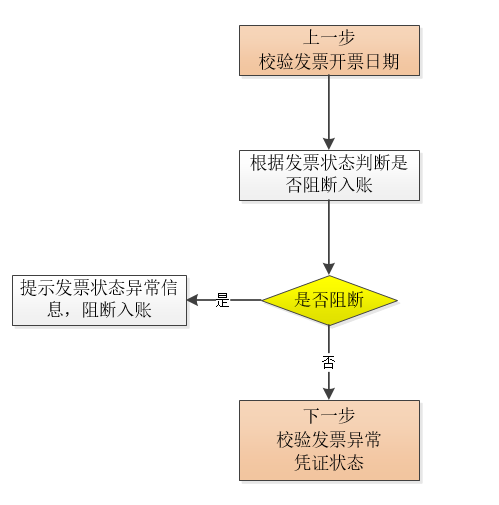 上一步
校验发票开票日期
根据发票状态判断是
否阻断入账
是否阻断
是
提示发票状态异常信
息，阻断入账
否
下一步
校验发票异常
凭证状态